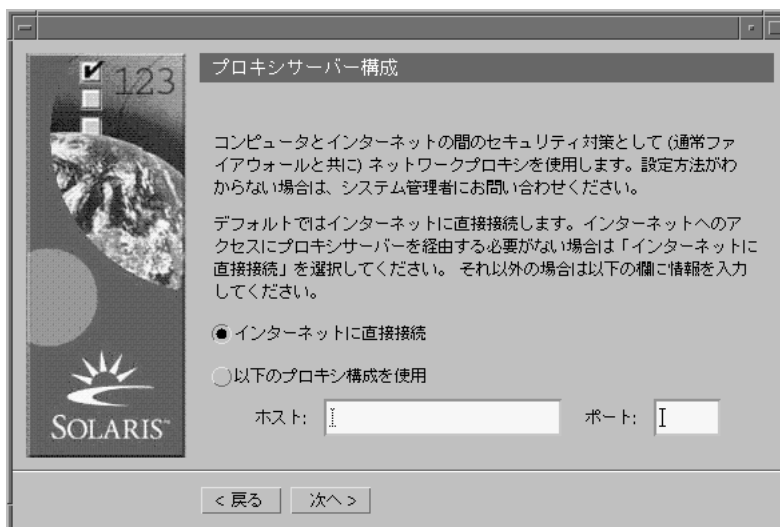 123
プロキシサーバー構成
コンピュータとインターネットの間のセキュリティ対策として (通常ファ
イアウォールと共に) ネットワークプロキシを使用します。設定方法がわ
からない場合は、システム管理者にお問い合わせください。
デフォルトではインターネットに直接接続します。インターネットへのア
クセスにプロキシサーバーを経由する必要がない場合は「インターネットに
直接接続」を選択してください。 それ以外の場合は以下の欄に情報を入力
してください。
インターネットに直接接続
以下のプロキシ構成を使用
ホスト: ポート:
SOLARIS™
< 戻る 次へ >